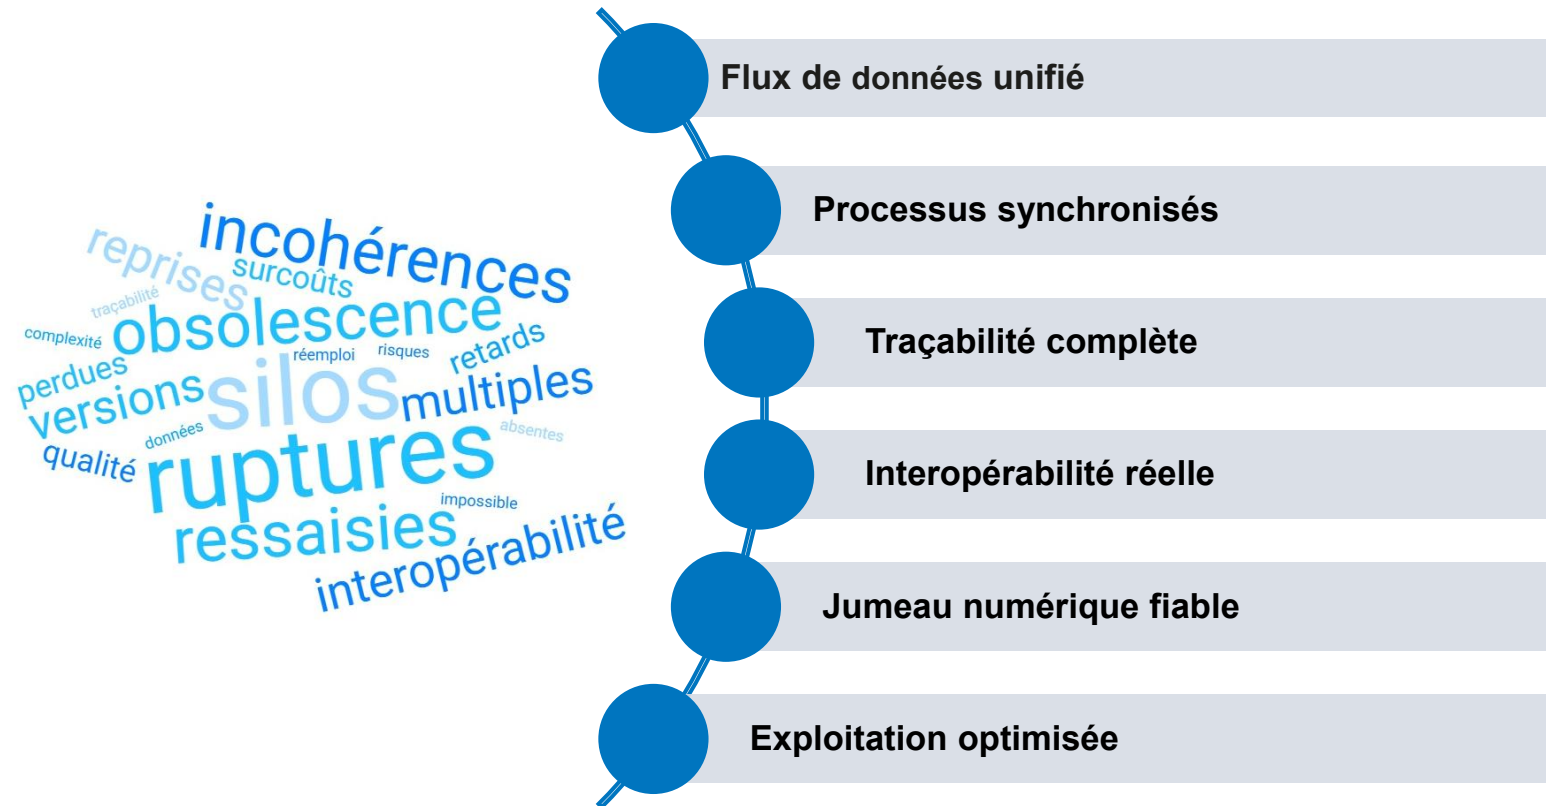 incohérences
reprises
surcoûts
traçabilité
obsolescence
complexité
réemploi
risques
retards
perdues
versions
silos
multiples
données
absentes
qualité
ruptures
impossible
ressaisies
interopérabilité
Flux de données unifié
Processus synchronisés
Traçabilité complète
Interopérabilité réelle
Jumeau numérique fiable
Exploitation optimisée